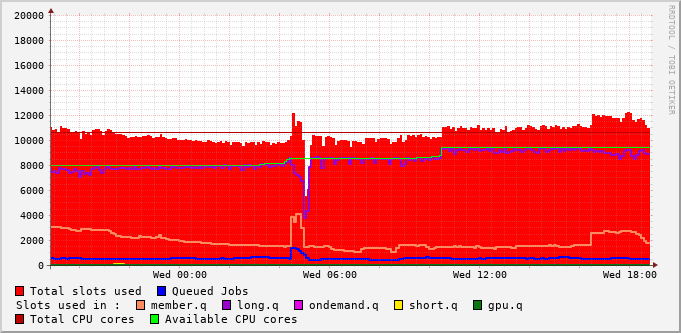 20000
18000
16000
14000
12000
10000
8000
6000
4000
2000
0
Wed 00:00 Wed 06:00 Wed 12:00 Wed 18:00
RRDTOOL / TOBI OETIKER
Total slots used Queued Jobs
Slots used in : member.q long.q ondemand.q short.q gpu.q
Total CPU cores Available CPU cores